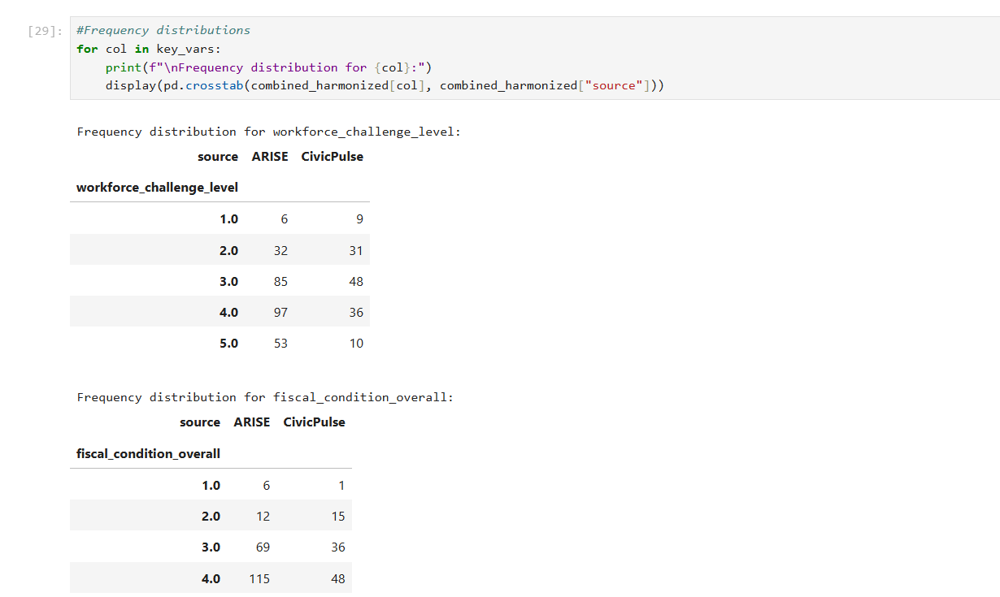 [29]: #Frequency distributions
for col in key_vars:
    print(f"\nFrequency distribution for {col}:")
    display(pd.crosstab(combined_harmonized[col], combined_harmonized["source"]))
Frequency distribution for workforce_challenge_level:
source ARISE CivicPulse
workforce_challenge_level
1.0 6 9
2.0 32 31
3.0 85 48
4.0 97 36
5.0 53 10
Frequency distribution for fiscal_condition_overall:
source ARISE CivicPulse
fiscal_condition_overall
1.0 6 1
2.0 12 15
3.0 69 36
4.0 115 48